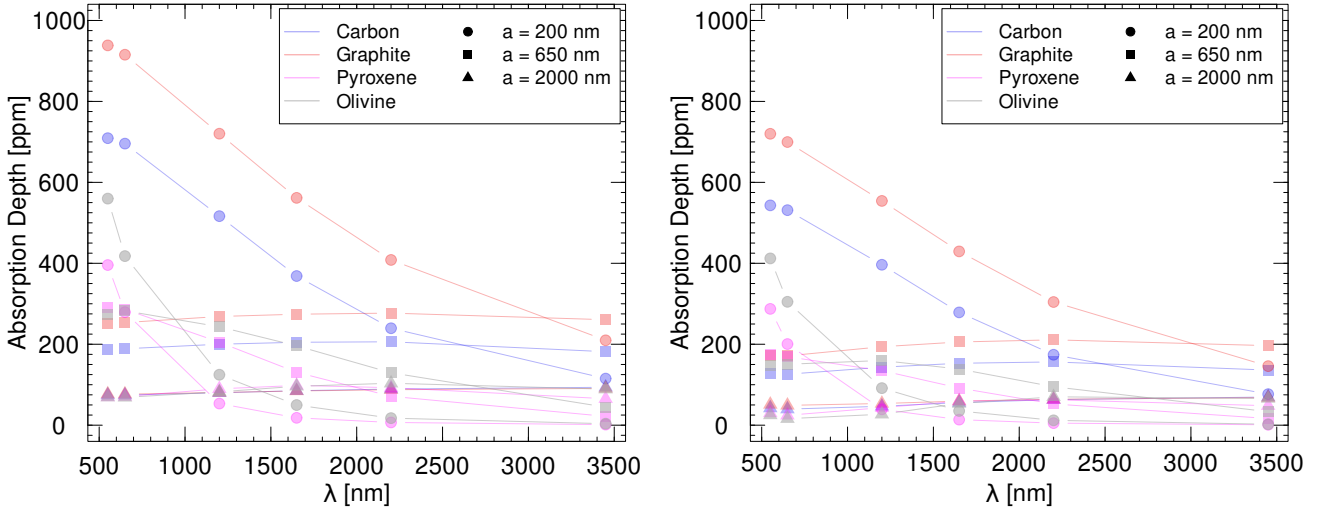 1000
800
600
400
200
0
Absorption Depth [ppm]
500 1000 1500 2000 2500 3000 3500
λ [nm]
Carbon a = 200 nm
Graphite a = 650 nm
Pyroxene a = 2000 nm
Olivine
1000
800
600
400
200
0
Absorption Depth [ppm]
500 1000 1500 2000 2500 3000 3500
λ [nm]
Carbon a = 200 nm
Graphite a = 650 nm
Pyroxene a = 2000 nm
Olivine